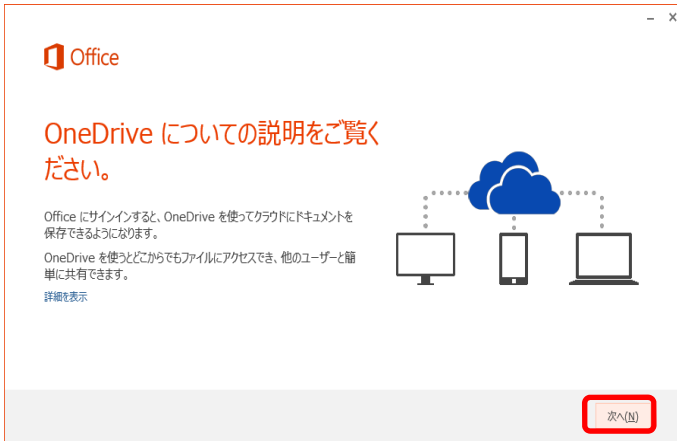 Office
OneDrive についての説明をご覧く
ださい。
Office にサインインすると、OneDrive を使ってクラウドにドキュメントを
保存できるようになります。
OneDrive を使うとどこからでもファイルにアクセスでき、他のユーザーと簡
単に共有できます。
詳細を表示
次へ(N)